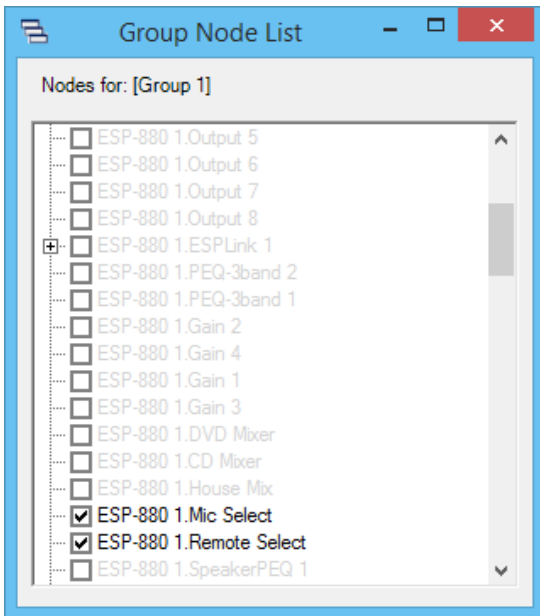 Group Node List
Nodes for: [Group 1]
ESP-880 1.Output 5
ESP-880 1.Output 6
ESP-880 1.Output 7
ESP-880 1.Output 8
ESP-880 1.ESPLink 1
ESP-880 1.PEQ-3band 2
ESP-880 1.PEQ-3band 1
ESP-880 1.Gain 2
ESP-880 1.Gain 4
ESP-880 1.Gain 1
ESP-880 1.Gain 3
ESP-880 1.DVD Mixer
ESP-880 1.CD Mixer
ESP-880 1.House Mix
ESP-880 1.Mic Select
ESP-880 1.Remote Select
ESP-880 1.SpeakerPEQ 1